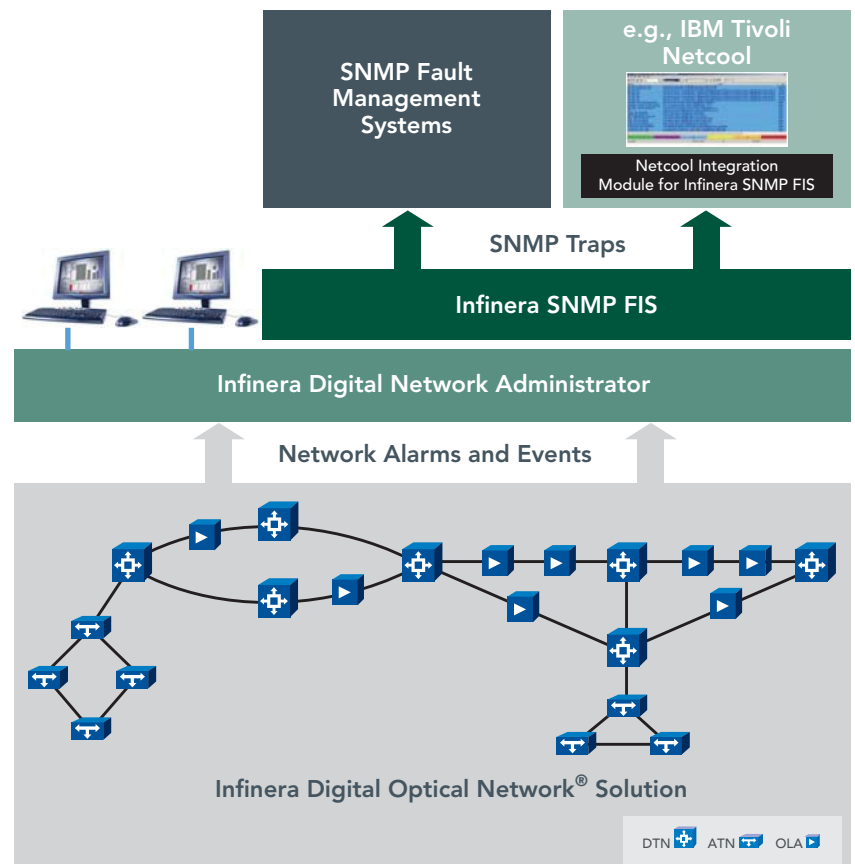 SNMP Fault
Management
Systems
e.g., IBM Tivoli
Netcool
Netcool Integration
Module for Infinera SNMP FIS
SNMP Traps
Infinera SNMP FIS
Infinera Digital Network Administrator
Network Alarms and Events
Infinera Digital Optical Network® Solution
DTN ATN OLA